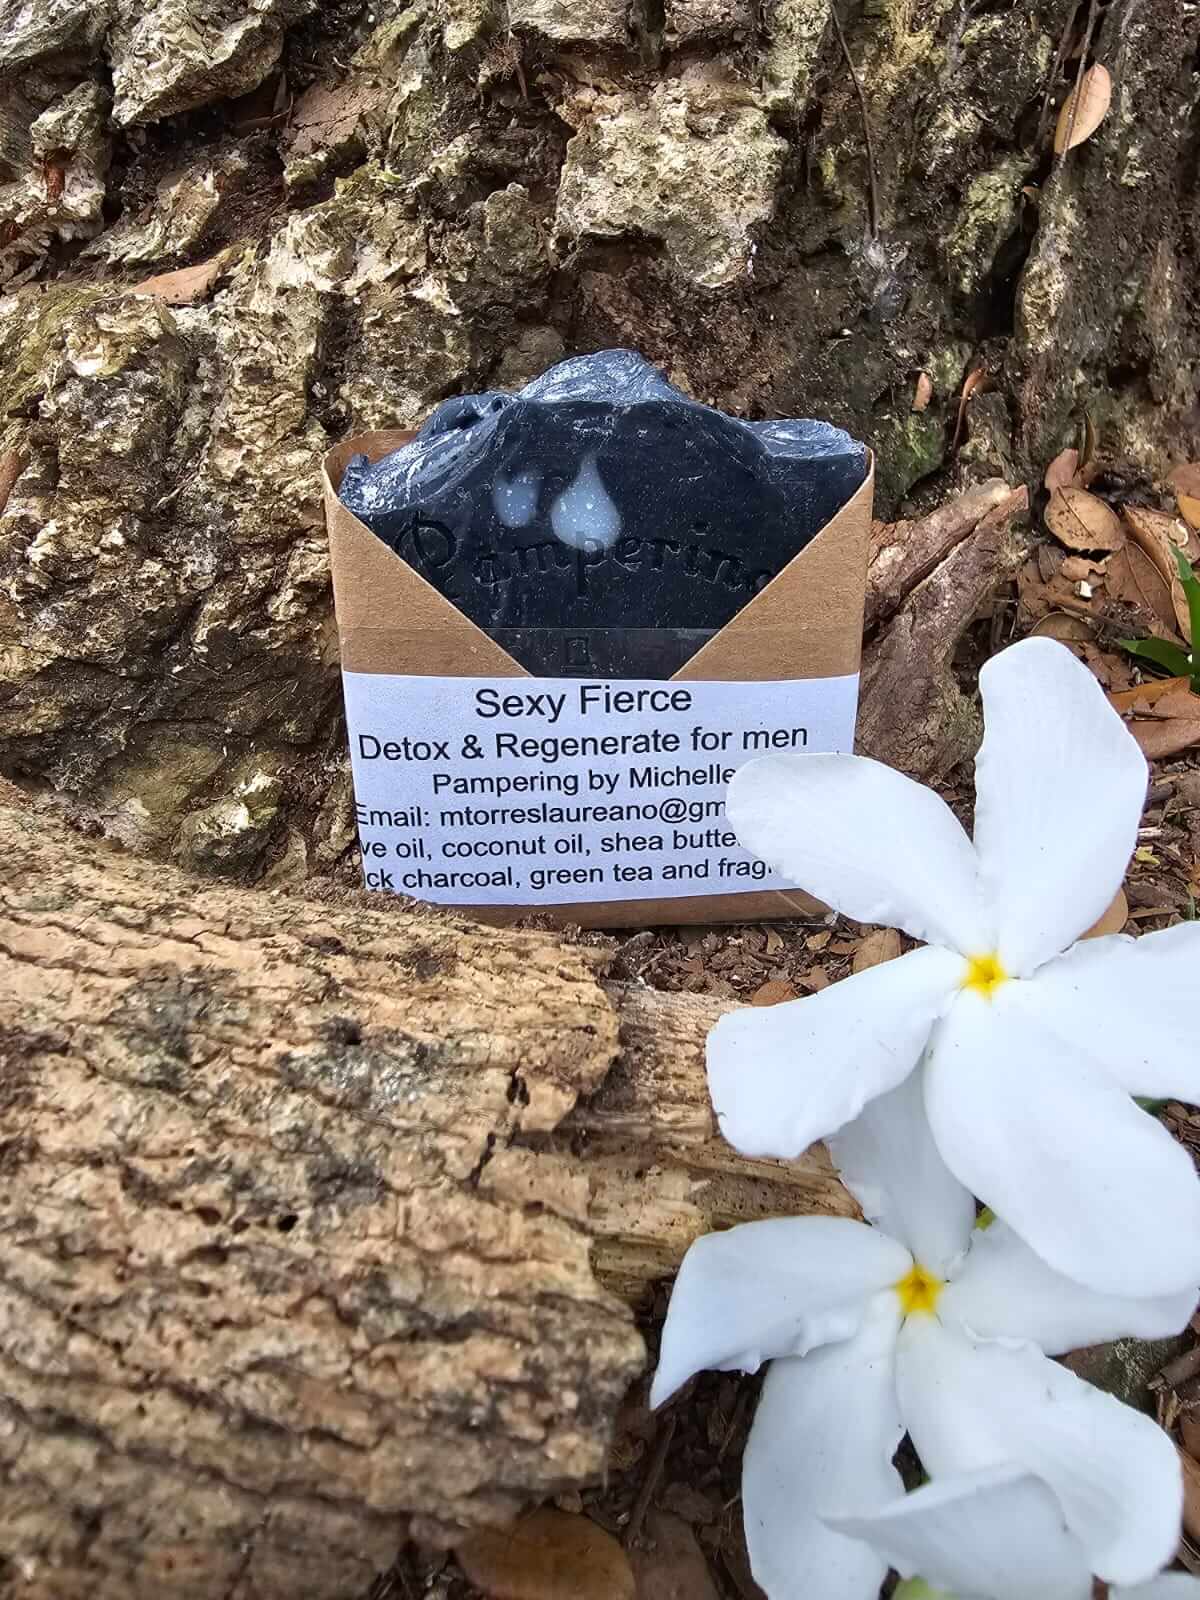 Pampering
Sexy Fierce
Detox & Regenerate for men
Pampering by Michelle
Email: mtorreslaureano@gm
ve oil, coconut oil, shea butte
ck charcoal, green tea and frag